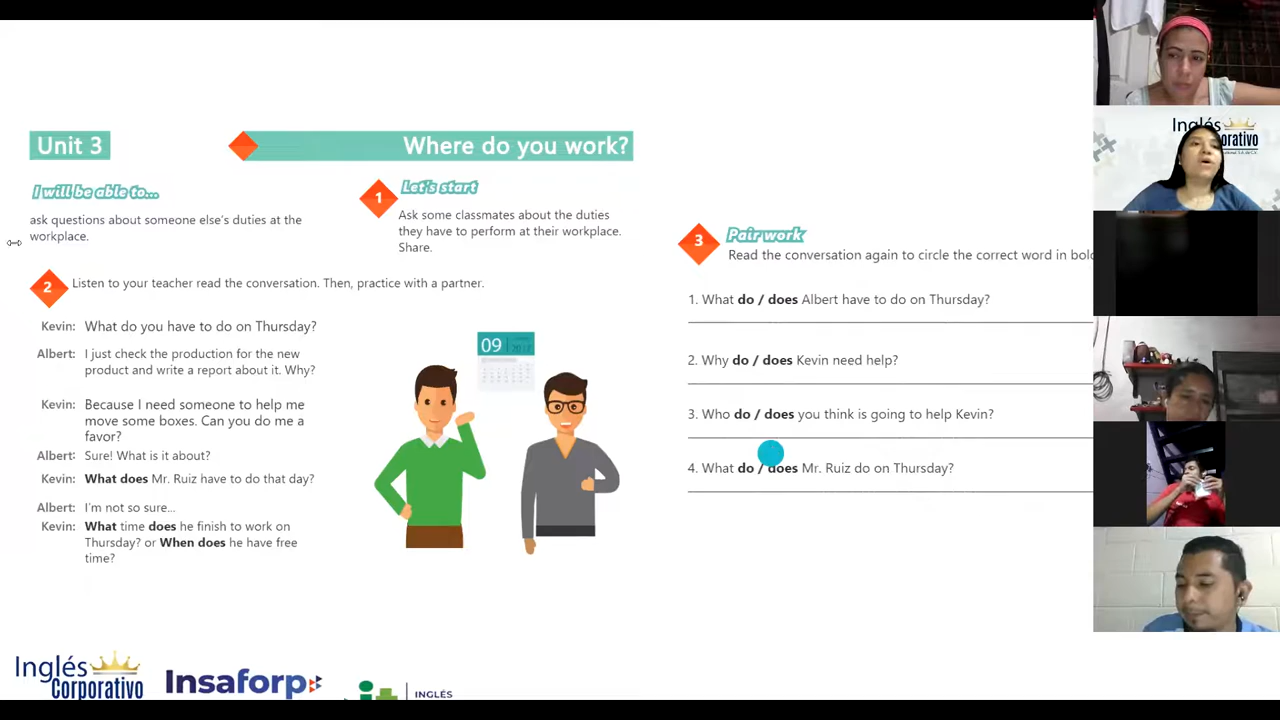 Unit 3
Where do you work?
I will be able to...
ask questions about someone else's duties at the
workplace.
1
Let's start
Ask some classmates about the duties
they have to perform at their workplace.
Share.
2
Listen to your teacher read the conversation. Then, practice with a partner.
Kevin: What do you have to do on Thursday?
Albert: I just check the production for the new
product and write a report about it. Why?
Kevin: Because I need someone to help me
move some boxes. Can you do me a
favor?
Albert: Sure! What is it about?
Kevin: What does Mr. Ruiz have to do that day?
Albert: I'm not so sure...
Kevin: What time does he finish to work on
Thursday? or When does he have free
time?
09
3
Pair work
Read the conversation again to circle the correct word in bold
1. What do / does Albert have to do on Thursday?
2. Why do / does Kevin need help?
3. Who do / does you think is going to help Kevin?
4. What do / does Mr. Ruiz do on Thursday?
Inglés
Corporativo
Insaforp
INGLÉS
Inglés